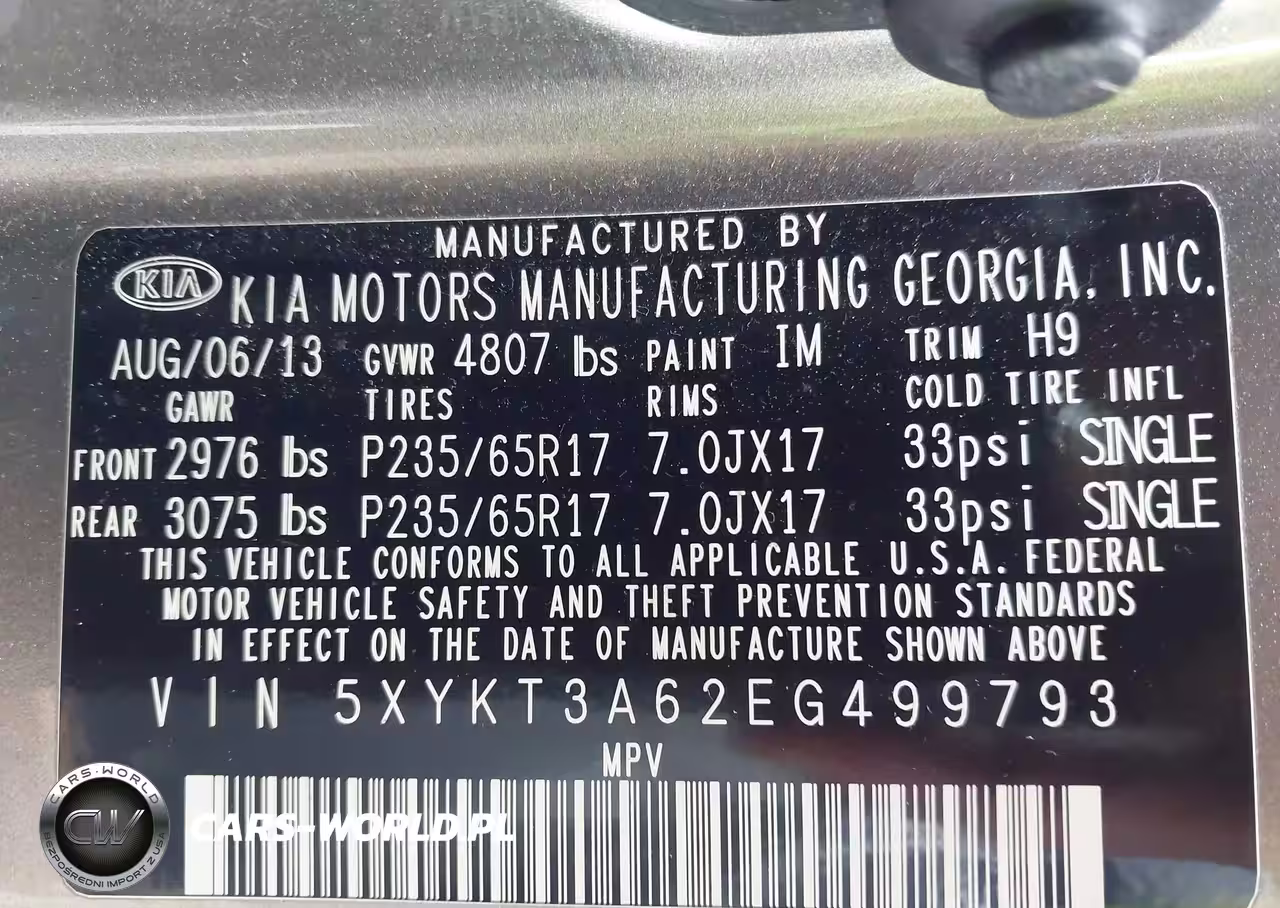 MANUFACTURED BY
KIA KIA MOTORS MANUFACTURING GEORGIA, INC.
AUG/06/13 GVWR 4807 lbs PAINT IM TRIM H9
GAWR TIRES RIMS COLD TIRE INFL
FRONT 2976 lbs P235/65R17 7.0JX17 33psi SINGLE
REAR 3075 lbs P235/65R17 7.0JX17 33psi SINGLE
THIS VEHICLE CONFORMS TO ALL APPLICABLE U.S.A. FEDERAL
MOTOR VEHICLE SAFETY AND THEFT PREVENTION STANDARDS
IN EFFECT ON THE DATE OF MANUFACTURE SHOWN ABOVE
VIN 5XYKT3A62EG499793
MPV
CARS-WORLD
CW
BEZPOŚREDNI IMPORT Z USA
CARS-WORLD.PL